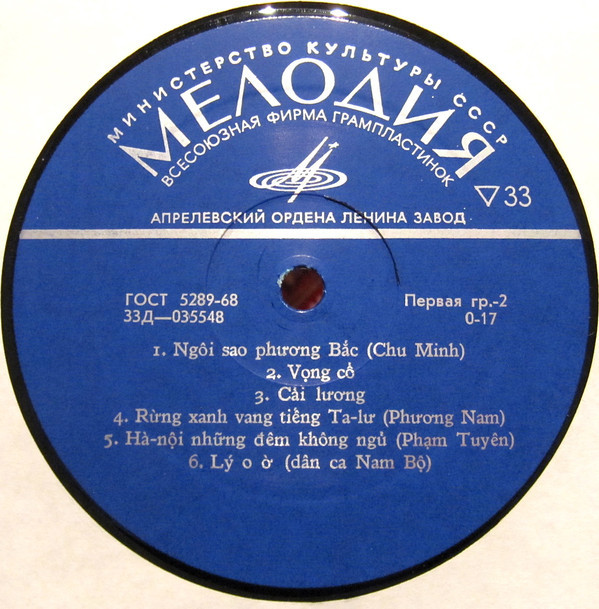 МИНИСТЕРСТВО КУЛЬТУРЫ СССР
МЕЛОДИЯ
ВСЕСОЮЗНАЯ ФИРМА ГРАМПЛАСТИНОК
33
АПРЕЛЕВСКИЙ ОРДЕНА ЛЕНИНА ЗАВОД
ГОСТ 5289-68 Первая гр.-2
33Д—035548 0-17
1. Ngôi sao phương Bắc (Chu Minh)
2. Vọng cổ
3. Cải lương
4. Rừng xanh vang tiếng Ta-lư (Phương Nam)
5. Hà-nội những đêm không ngủ (Phạm Tuyên)
6. Lý o ờ (dân ca Nam Bộ)